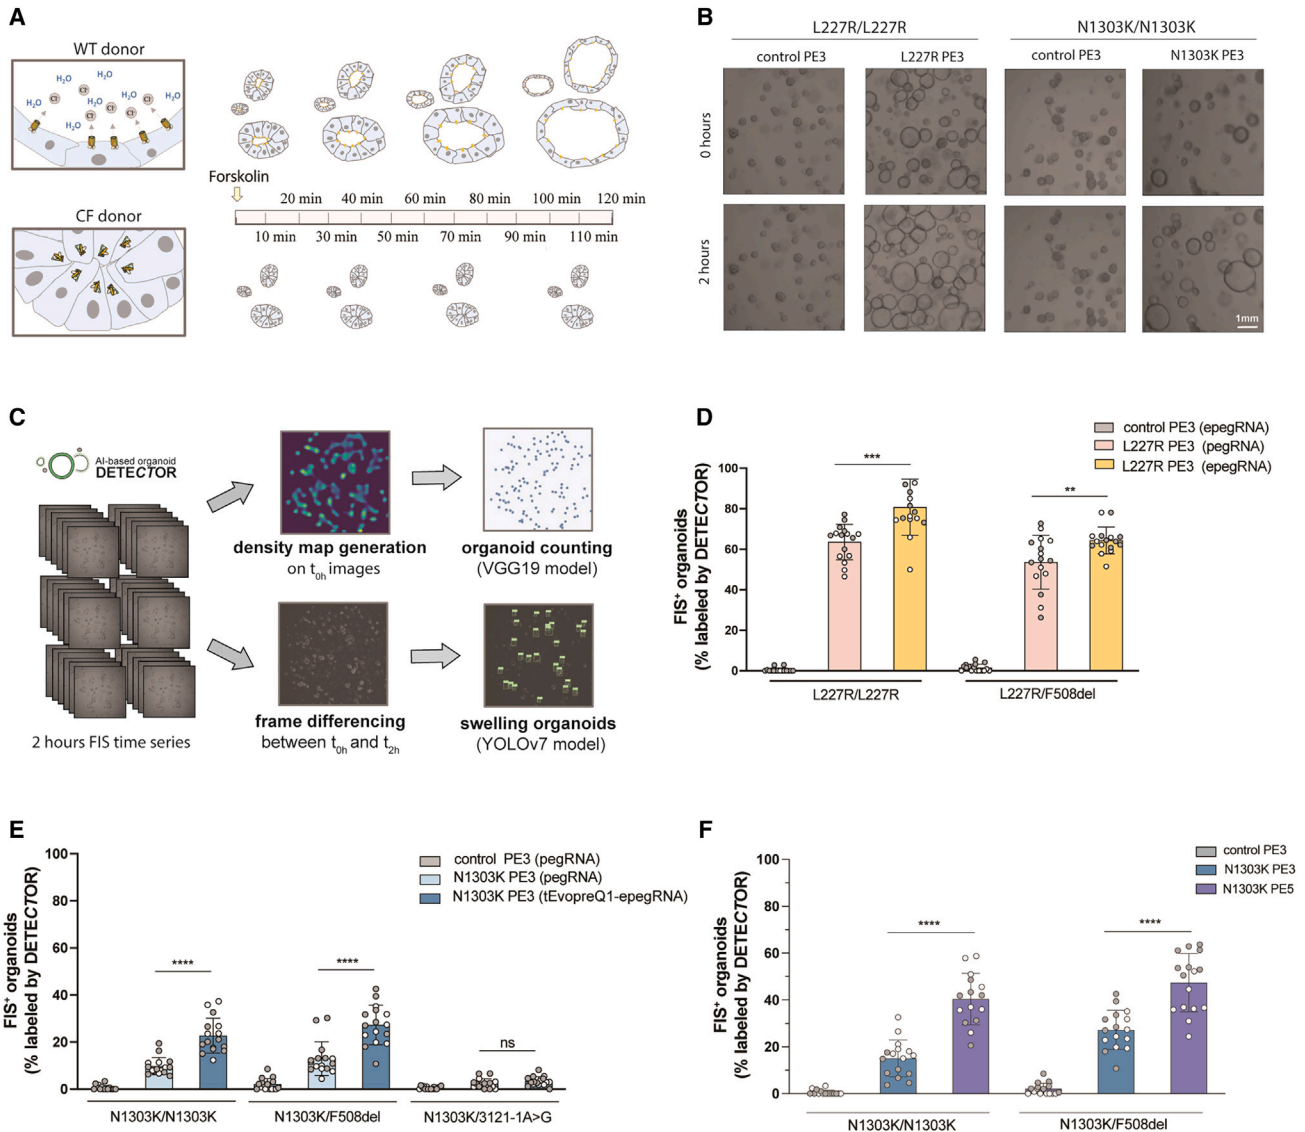 A
WT donor
H₂O
H₂O
H₂O
H₂O
H₂O
H₂O
Cl⁻
Cl⁻
Cl⁻
Cl⁻
Cl⁻
Forskolin
20 min
40 min
60 min
80 min
100 min
120 min
10 min
30 min
50 min
70 min
90 min
110 min
CF donor
B
L227R/L227R
N1303K/N1303K
control PE3
L227R PE3
control PE3
N1303K PE3
0 hours
2 hours
1mm
C
AI-based organoid
DETECTOR
2 hours FIS time series
density map generation
on t0h images
organoid counting
(VGG19 model)
frame differencing
between t0h and t2h
swelling organoids
(YOLOv7 model)
D
control PE3 (epegRNA)
L227R PE3 (pegRNA)
L227R PE3 (epegRNA)
FIS⁺ organoids
(% labeled by DETECTOR)
100
80
60
40
20
0
***
**
L227R/L227R
L227R/F508del
E
control PE3 (pegRNA)
N1303K PE3 (pegRNA)
N1303K PE3 (tEvopreQ1-epegRNA)
FIS⁺ organoids
(% labeled by DETECTOR)
100
80
60
40
20
0
****
****
ns
N1303K/N1303K
N1303K/F508del
N1303K/3121-1A>G
F
control PE3
N1303K PE3
N1303K PE5
FIS⁺ organoids
(% labeled by DETECTOR)
100
80
60
40
20
0
****
****
N1303K/N1303K
N1303K/F508del